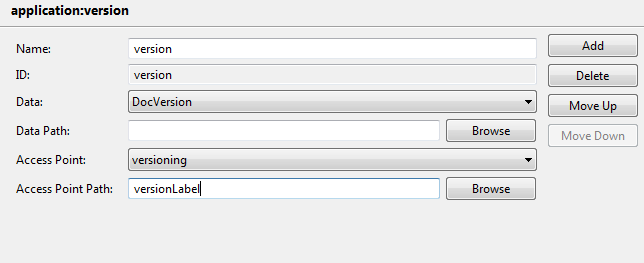 application:version
Name: version Add
ID: version Delete
Data: DocVersion Move Up
Data Path: Browse Move Down
Access Point: versioning
Access Point Path: versionLabel Browse